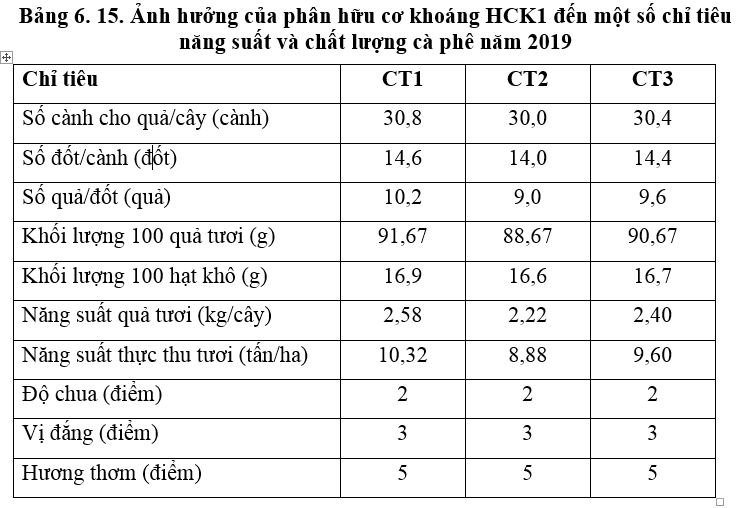 Bảng 6. 15. Ảnh hưởng của phân hữu cơ khoáng HCK1 đến một số chỉ tiêu
năng suất và chất lượng cà phê năm 2019
Chỉ tiêu CT1 CT2 CT3
Số cành cho quả/cây (cành) 30,8 30,0 30,4
Số đốt/cành (đốt) 14,6 14,0 14,4
Số quả/đốt (quả) 10,2 9,0 9,6
Khối lượng 100 quả tươi (g) 91,67 88,67 90,67
Khối lượng 100 hạt khô (g) 16,9 16,6 16,7
Năng suất quả tươi (kg/cây) 2,58 2,22 2,40
Năng suất thực thu tươi (tấn/ha) 10,32 8,88 9,60
Độ chua (điểm) 2 2 2
Vị đắng (điểm) 3 3 3
Hương thơm (điểm) 5 5 5